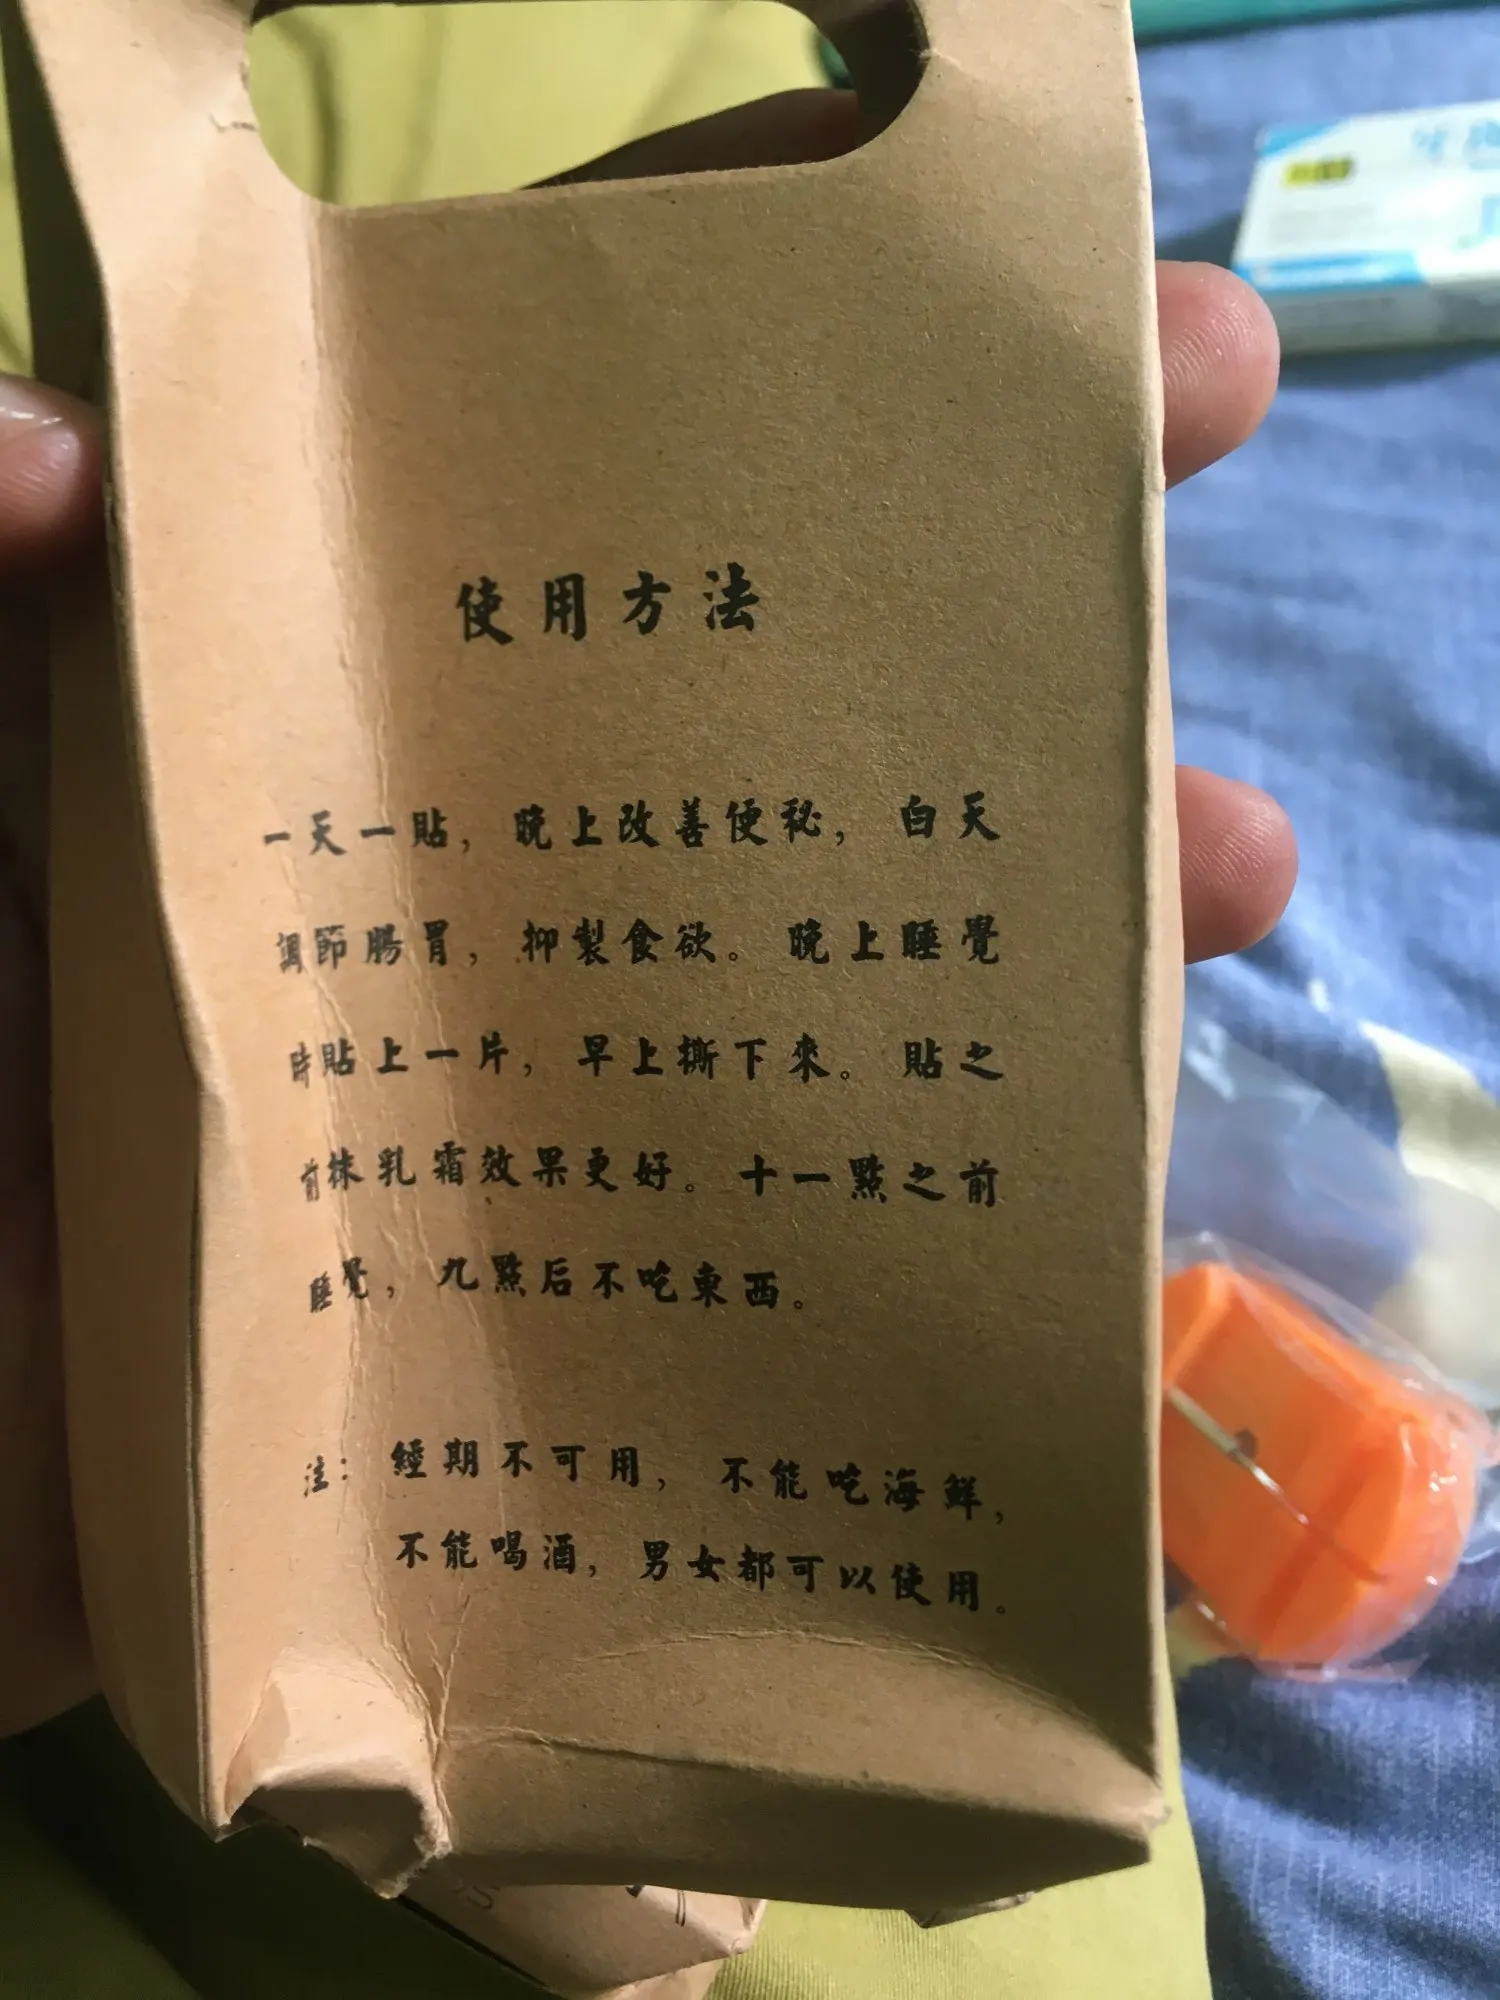 使用方法
一天一貼，晚上改善便秘，白天
調節腸胃，抑製食欲。晚上睡覺
時貼上一片，早上撕下來。貼之
前抹乳霜效果更好。十一點之前
睡覺，九點后不吃東西。
注：經期不可用，不能吃海鮮，
不能喝酒，男女都可以使用。